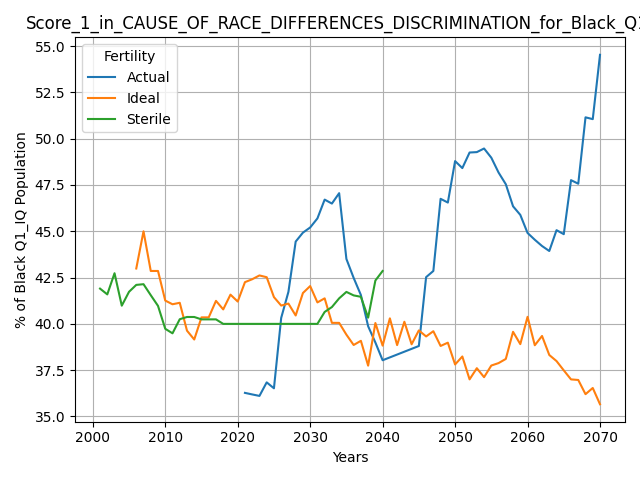 Score_1_in_CAUSE_OF_RACE_DIFFERENCES_DISCRIMINATION_for_Black_Q1
Fertility
Actual
Ideal
Sterile
55.0
52.5
50.0
47.5
45.0
42.5
40.0
37.5
35.0
% of Black Q1_IQ Population
2000 2010 2020 2030 2040 2050 2060 2070
Years